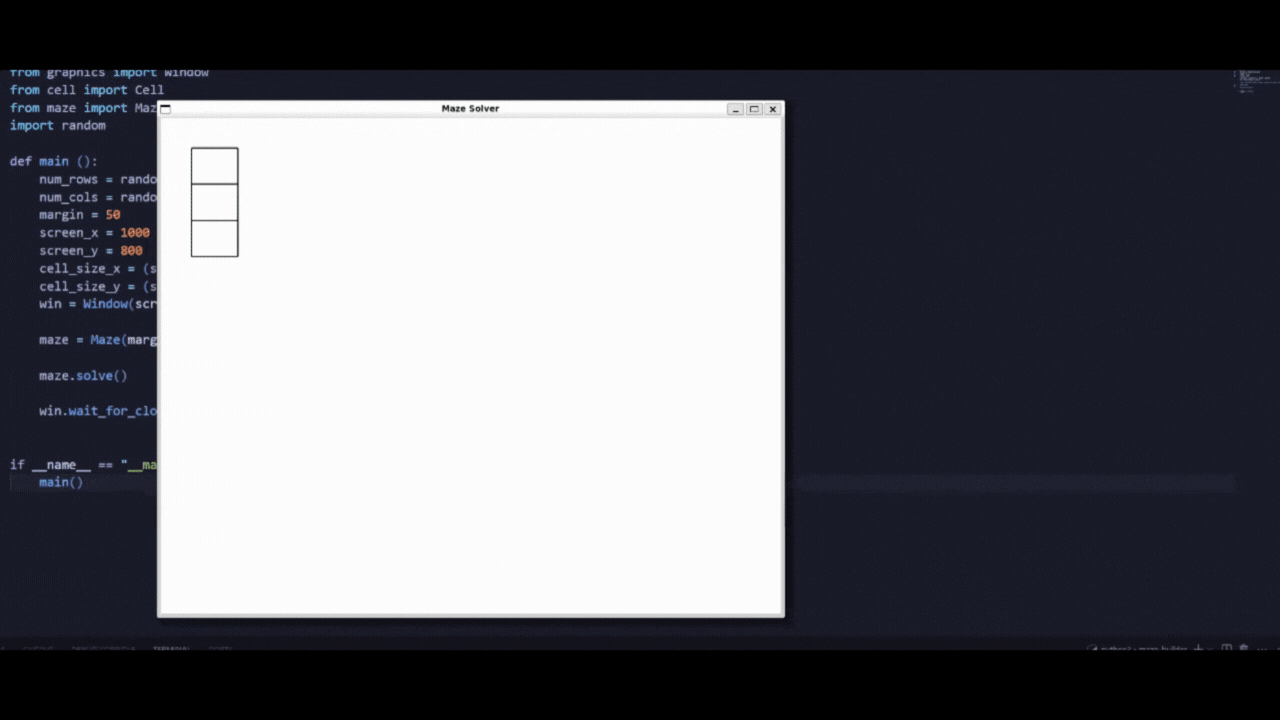 from graphics import Window
from cell import Cell
from maze import Maz
import random
def main ():
num_rows = rando
num_cols = rando
margin = 50
screen_x = 1000
screen_y = 800
cell_size_x = (s
cell_size_y = (s
win = Window(scr
maze = Maze(marg
maze.solve()
win.wait_for_clo
if __name__ == "__ma
main()
Maze Solver
TERMINAL